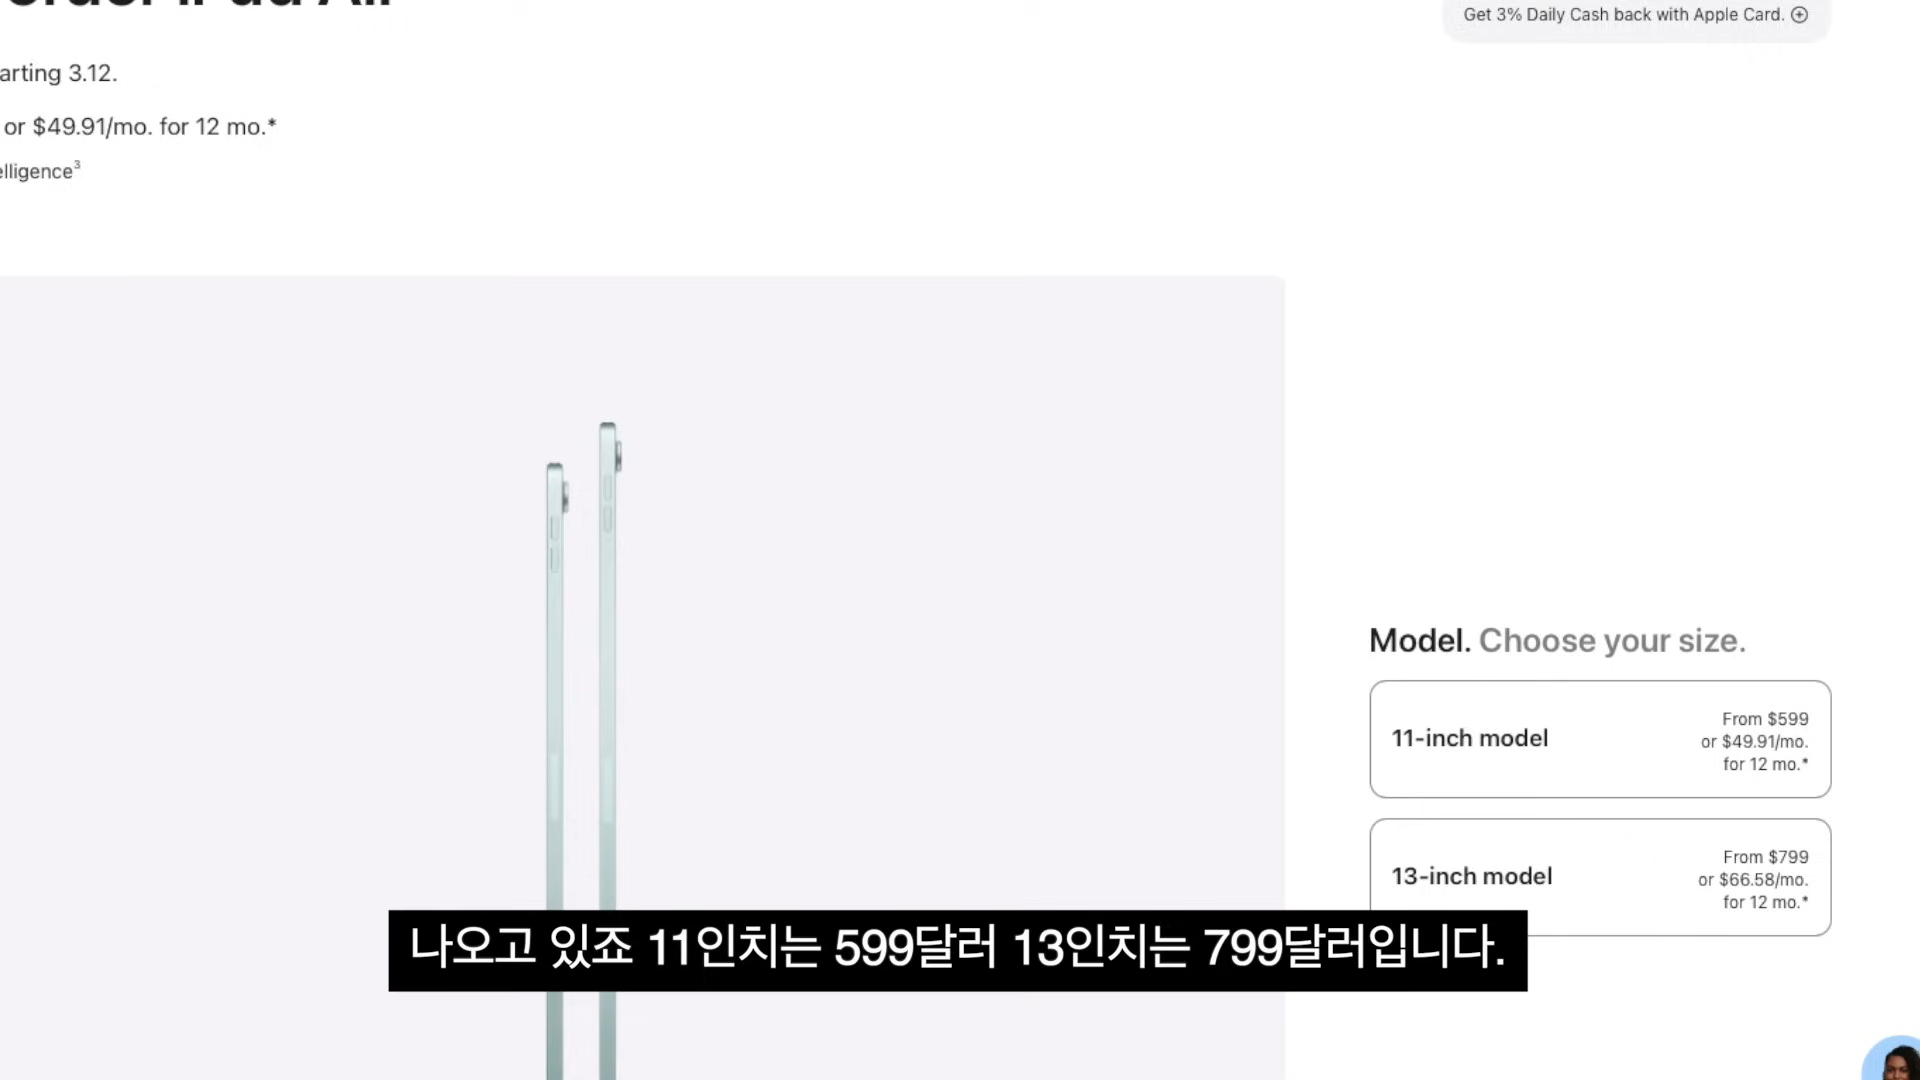 Get 3% Daily Cash back with Apple Card.
arting 3.12.
or $49.91/mo. for 12 mo.*
elligence³
Model. Choose your size.
11-inch model
From $599
or $49.91/mo.
for 12 mo.*
13-inch model
From $799
or $66.58/mo.
for 12 mo.*
나오고 있죠 11인치는 599달러 13인치는 799달러입니다.